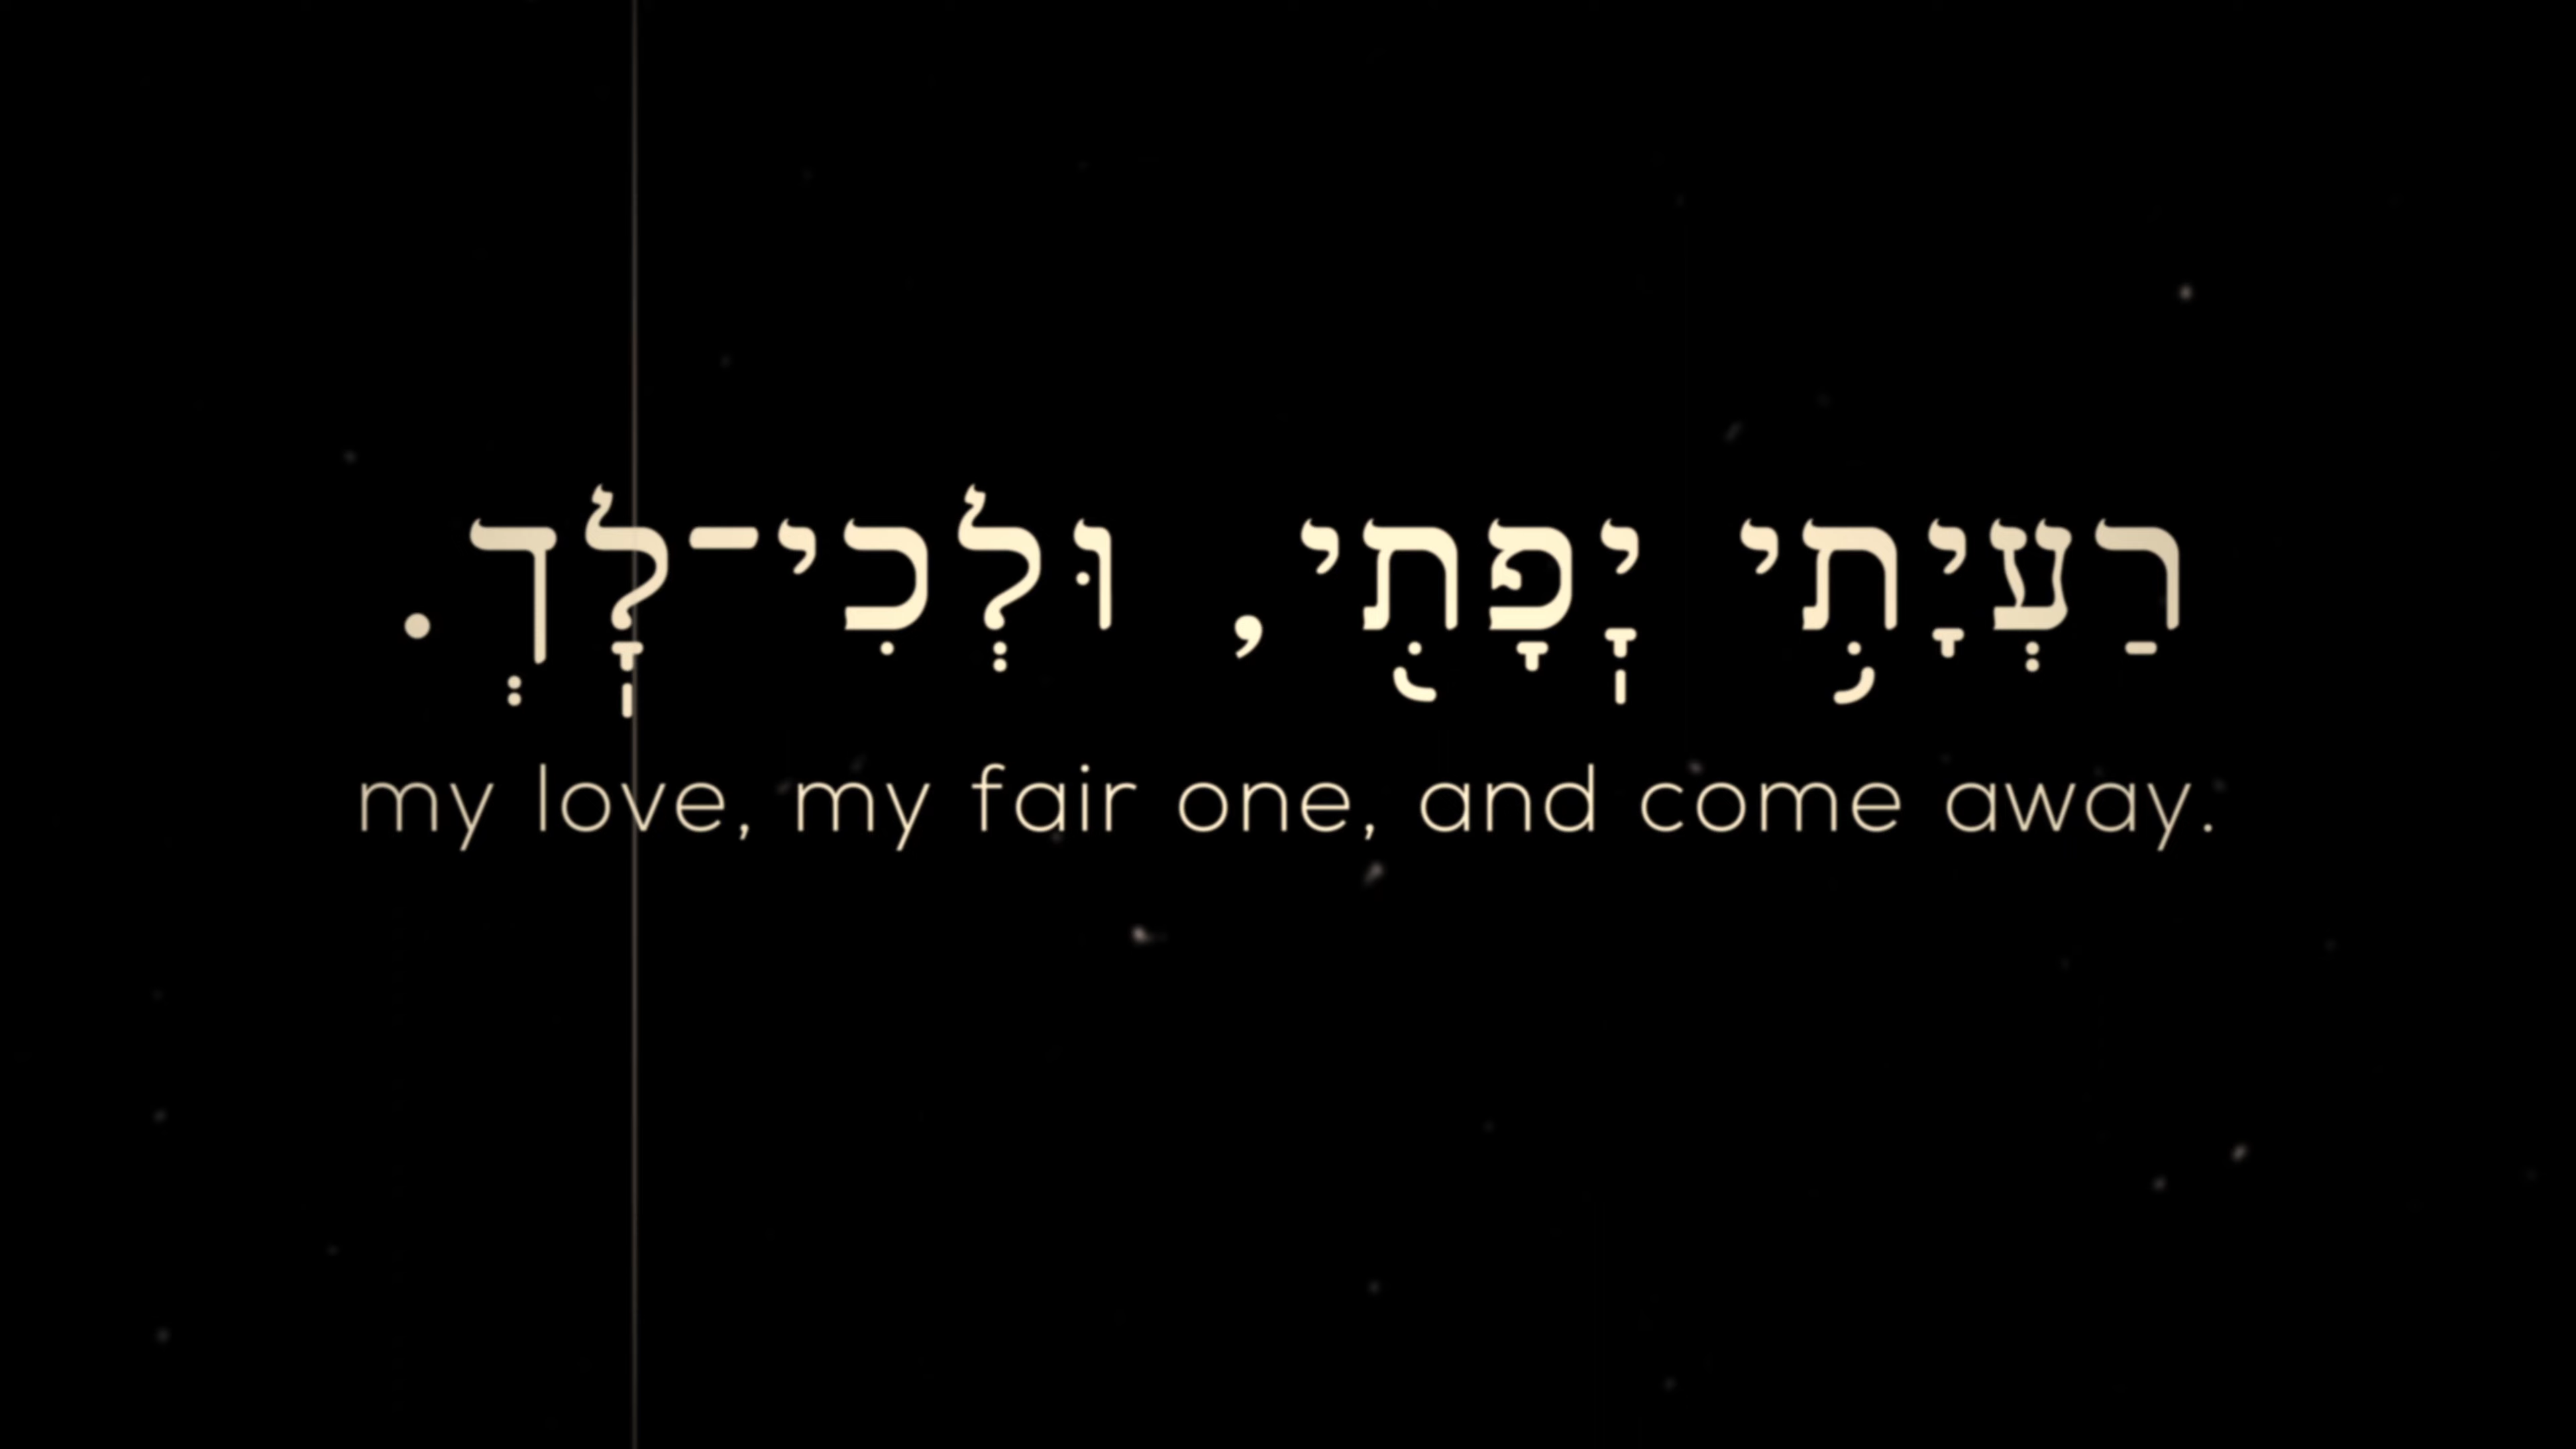 רַעְיָתִ֥י יָֽפָתִ֖י, וּלְכִי־לָֽךְ.
my love, my fair one, and come away.